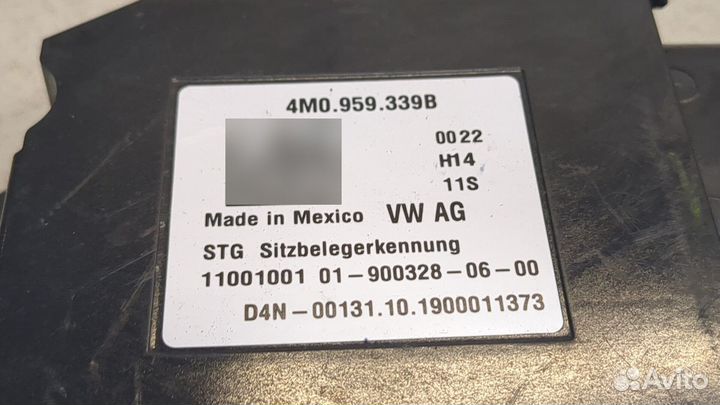 4M0.959.339B
0022
H14
11S
Made in Mexico VW AG
STG Sitzbelegerkennung
11001001 01-900328-06-00
D4N-00131.10.1900011373
Avito